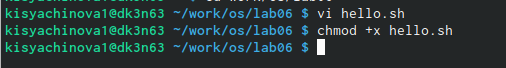 kisyachinova1@dk3n63 ~/work/os/lab06 $ vi hello.sh
kisyachinova1@dk3n63 ~/work/os/lab06 $ chmod +x hello.sh
kisyachinova1@dk3n63 ~/work/os/lab06 $